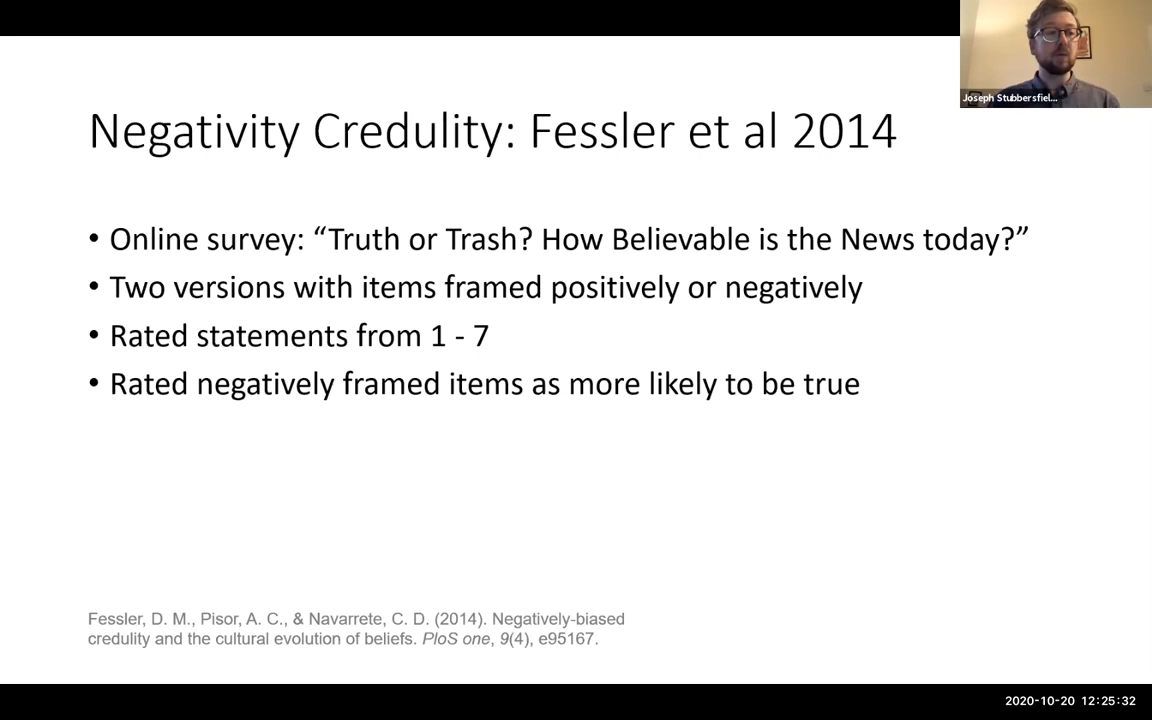 Joseph Stubbersfiel...
Negativity Credulity: Fessler et al 2014
• Online survey: “Truth or Trash? How Believable is the News today?”
• Two versions with items framed positively or negatively
• Rated statements from 1 - 7
• Rated negatively framed items as more likely to be true
Fessler, D. M., Pisor, A. C., & Navarrete, C. D. (2014). Negatively-biased
credulity and the cultural evolution of beliefs. PloS one, 9(4), e95167.
2020-10-20 12:25:32